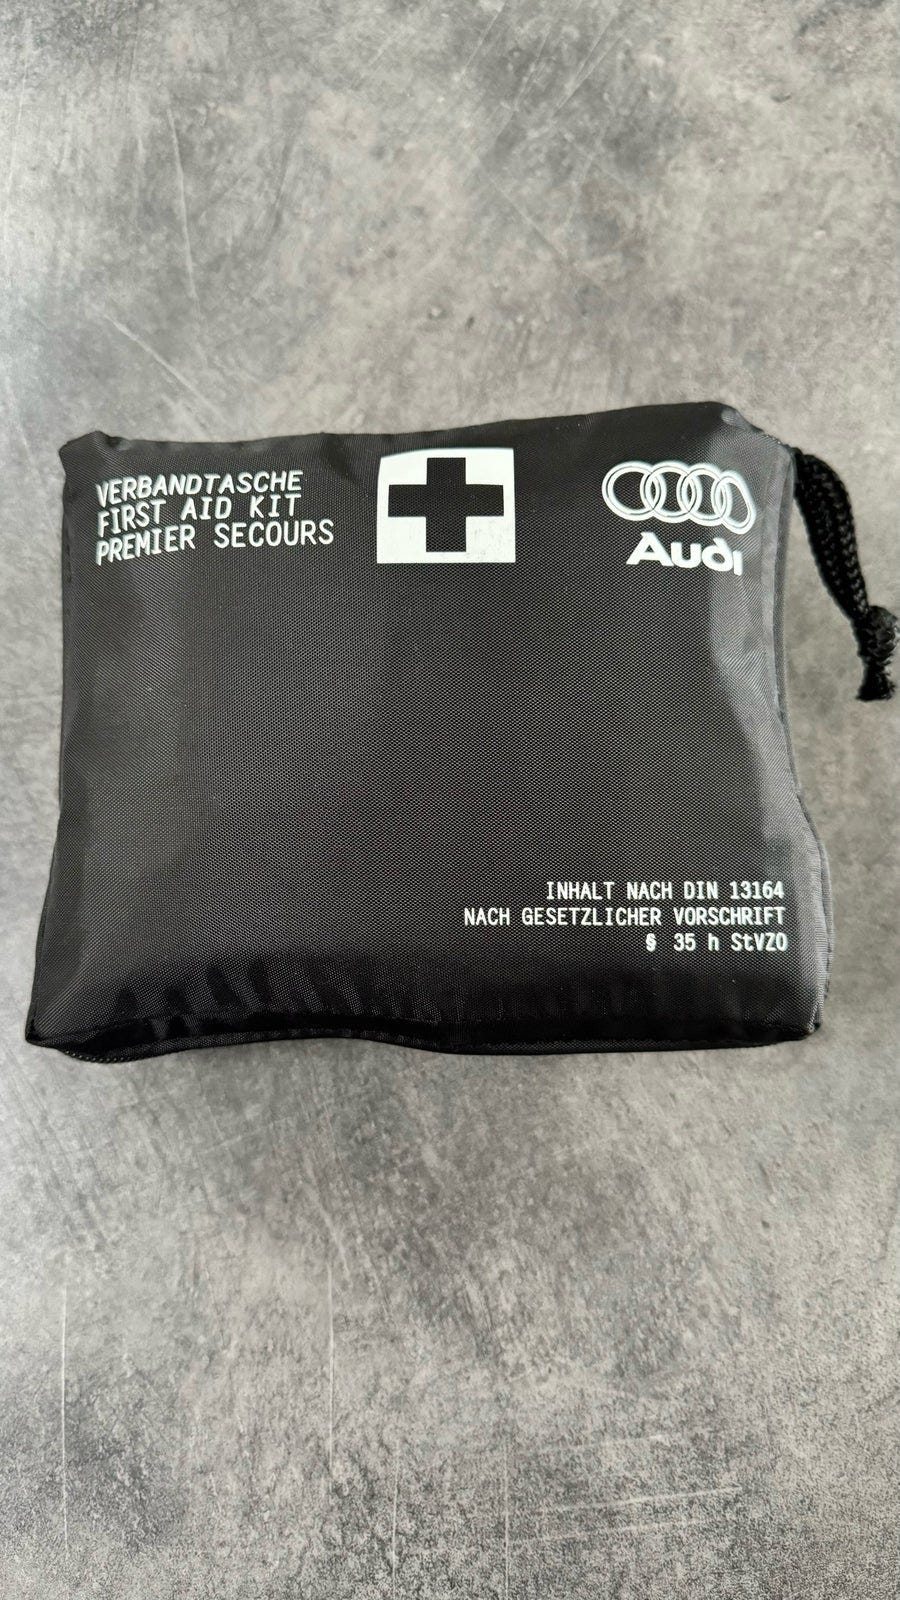 VERBANDTASCHE
FIRST AID KIT
PREMIER SECOURS
Audi
INHALT NACH DIN 13164
NACH GESETZLICHER VORSCHRIFT
§ 35 h StVZO